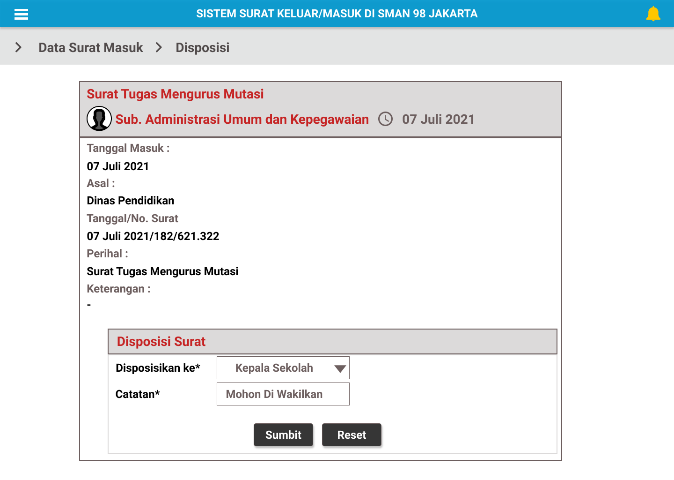 SISTEM SURAT KELUAR/MASUK DI SMAN 98 JAKARTA
Data Surat Masuk > Disposisi
Surat Tugas Mengurus Mutasi
Sub. Administrasi Umum dan Kepegawaian 07 Juli 2021
Tanggal Masuk :
07 Juli 2021
Asal :
Dinas Pendidikan
Tanggal/No. Surat
07 Juli 2021/182/621.322
Perihal :
Surat Tugas Mengurus Mutasi
Keterangan :
-
Disposisi Surat
Disposisikan ke* Kepala Sekolah
Catatan* Mohon Di Wakilkan
Sumbit Reset